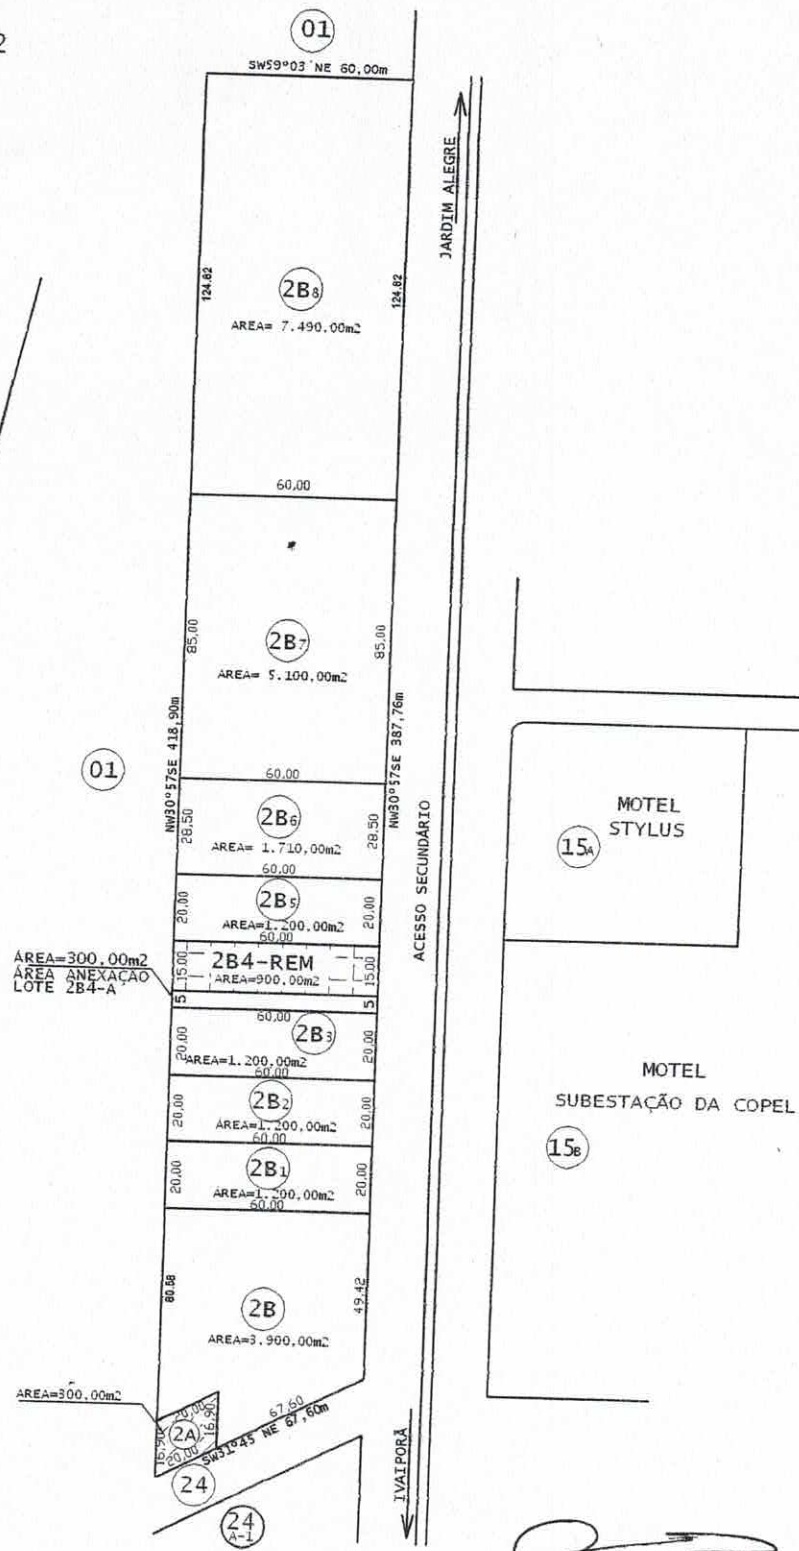 2
01
SW59°03'NE 60,00m
JARDIM ALEGRE
124.82
124.82
2B8
AREA= 7.490,00m2
60,00
85,00
85,00
2B7
AREA= 5.100,00m2
NW30°57SE 418,90m
NW30°57SE 387,76m
01
60,00
28,50
28,50
2B6
AREA= 1.710,00m2
60,00
MOTEL
STYLUS
15A
ACESSO SECUNDÁRIO
20,00
20,00
2B5
AREA=1.200,00m2
60,00
AREA=300,00m2
ÁREA ANEXAÇÃO
LOTE 2B4-A
15,00
15,00
2B4-REM
AREA=900,00m2
5
5
60,00
2B3
20,00
20,00
AREA=1.200,00m2
60,00
MOTEL
SUBESTAÇÃO DA COPEL
15B
20,00
20,00
2B2
AREA=1.200,00m2
60,00
20,00
20,00
2B1
AREA=1.200,00m2
60,00
49,42
2B
AREA=3.900,00m2
AREA=300,00m2
20,00
16,90
16,90
2A
20,00
67,60
SW31°45 NE 67,60m
24
24
A-1
IVAIPORÃ